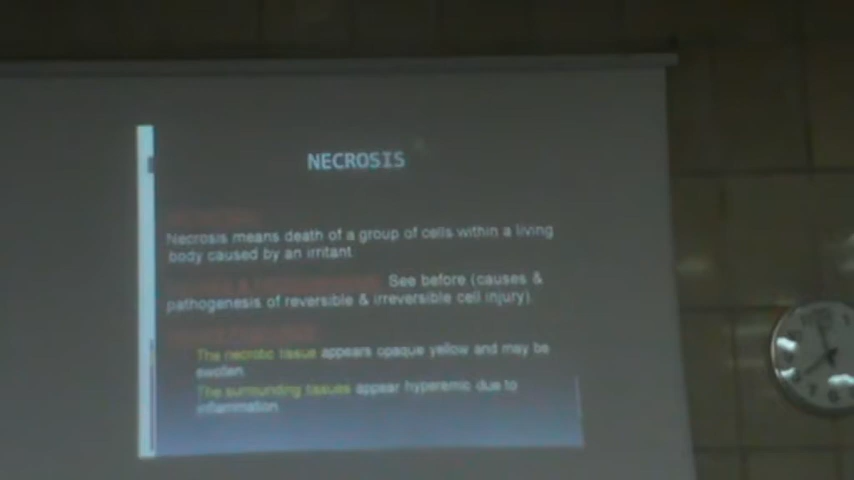 NECROSIS
Necrosis means death of a group of cells within a living
body caused by an irritant
See before (causes &
pathogenesis of reversible & irreversible cell injury).
The necrotic tissue appears opaque yellow and may be
swollen.
The surrounding tissues appear hyperemic due to
inflammation